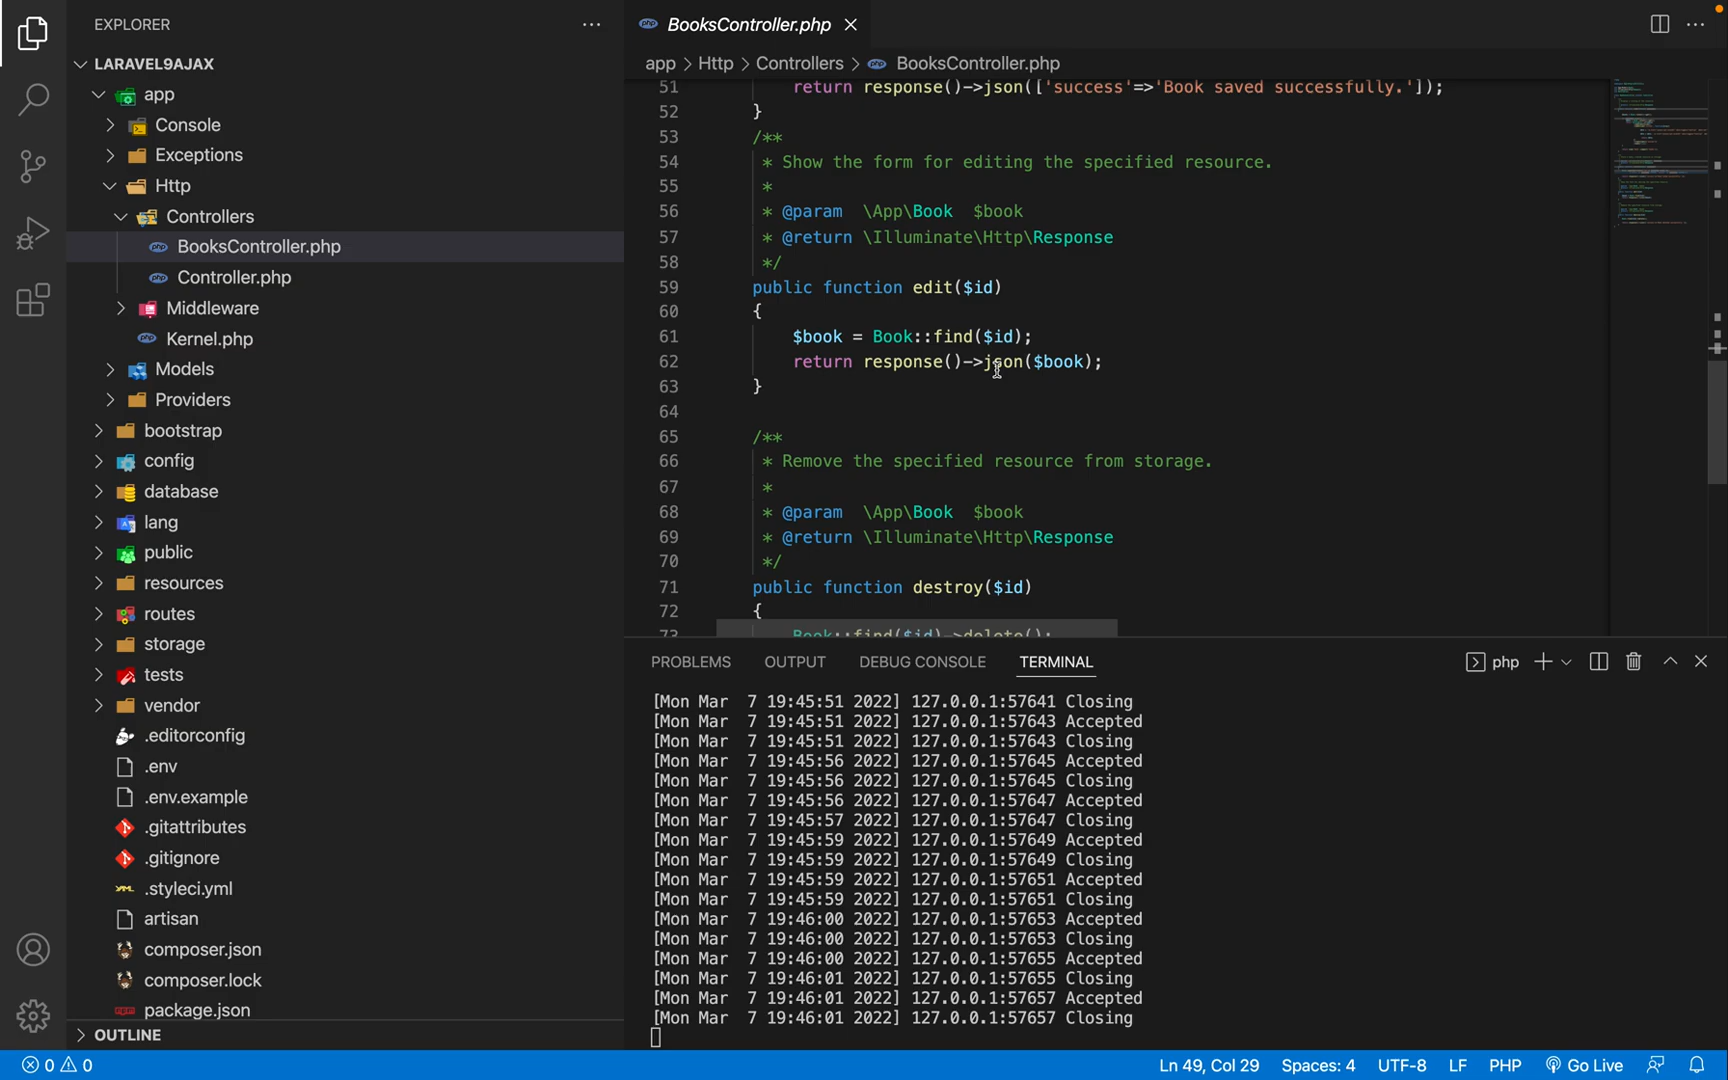 EXPLORER
LARAVEL9AJAX
app
Console
Exceptions
Http
Controllers
BooksController.php
Controller.php
Middleware
Kernel.php
Models
Providers
bootstrap
config
database
lang
public
resources
routes
storage
tests
vendor
.editorconfig
.env
.env.example
.gitattributes
.gitignore
.styleci.yml
artisan
composer.json
composer.lock
package.json
OUTLINE
BooksController.php
app > Http > Controllers > BooksController.php
51 return response()->json(['success'=>'Book saved successfully.']);
52 }
53 /**
54 * Show the form for editing the specified resource.
55 *
56 * @param \App\Book $book
57 * @return \Illuminate\Http\Response
58 */
59 public function edit($id)
60 {
61 $book = Book::find($id);
62 return response()->json($book);
63 }
64
65 /**
66 * Remove the specified resource from storage.
67 *
68 * @param \App\Book $book
69 * @return \Illuminate\Http\Response
70 */
71 public function destroy($id)
72 {
73 Book::find($id)->delete();
PROBLEMS OUTPUT DEBUG CONSOLE TERMINAL php
[Mon Mar  7 19:45:51 2022] 127.0.0.1:57641 Closing
[Mon Mar  7 19:45:51 2022] 127.0.0.1:57643 Accepted
[Mon Mar  7 19:45:51 2022] 127.0.0.1:57643 Closing
[Mon Mar  7 19:45:56 2022] 127.0.0.1:57645 Accepted
[Mon Mar  7 19:45:56 2022] 127.0.0.1:57645 Closing
[Mon Mar  7 19:45:56 2022] 127.0.0.1:57647 Accepted
[Mon Mar  7 19:45:57 2022] 127.0.0.1:57647 Closing
[Mon Mar  7 19:45:59 2022] 127.0.0.1:57649 Accepted
[Mon Mar  7 19:45:59 2022] 127.0.0.1:57649 Closing
[Mon Mar  7 19:45:59 2022] 127.0.0.1:57651 Accepted
[Mon Mar  7 19:45:59 2022] 127.0.0.1:57651 Closing
[Mon Mar  7 19:46:00 2022] 127.0.0.1:57653 Accepted
[Mon Mar  7 19:46:00 2022] 127.0.0.1:57653 Closing
[Mon Mar  7 19:46:00 2022] 127.0.0.1:57655 Accepted
[Mon Mar  7 19:46:01 2022] 127.0.0.1:57655 Closing
[Mon Mar  7 19:46:01 2022] 127.0.0.1:57657 Accepted
[Mon Mar  7 19:46:01 2022] 127.0.0.1:57657 Closing
0 0 Ln 49, Col 29 Spaces: 4 UTF-8 LF PHP Go Live